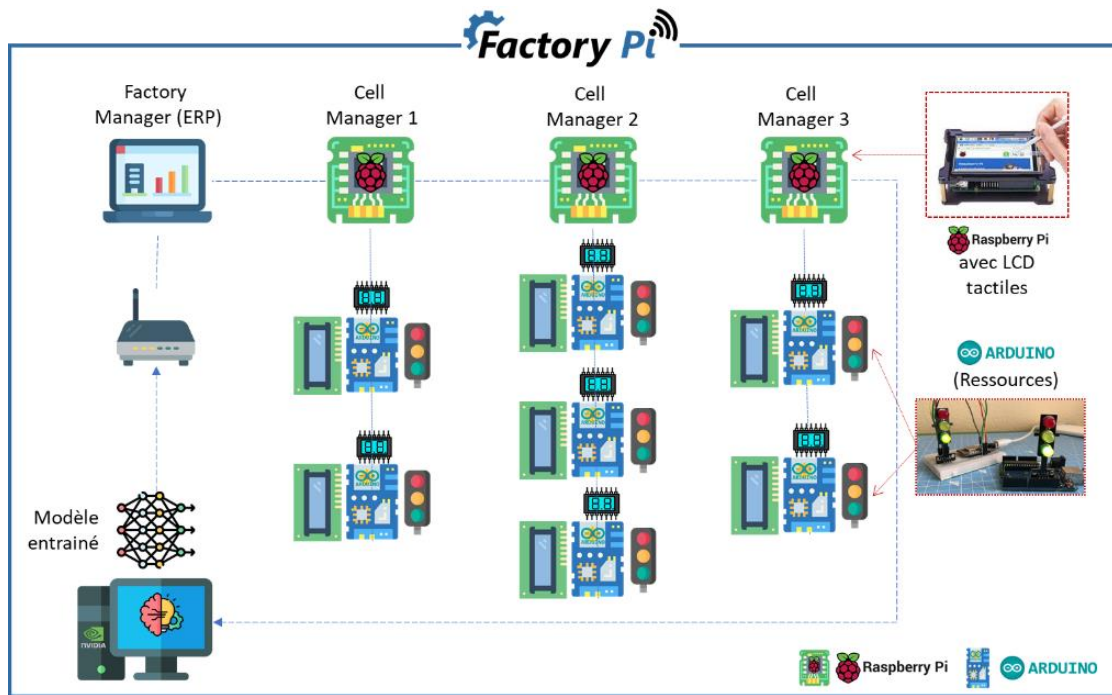 Factory Pi
Factory
Manager (ERP)
Cell
Manager 1
Cell
Manager 2
Cell
Manager 3
Raspberry Pi
avec LCD
tactiles
ARDUINO
(Ressources)
Modèle
entrainé
NVIDIA
Raspberry Pi
ARDUINO